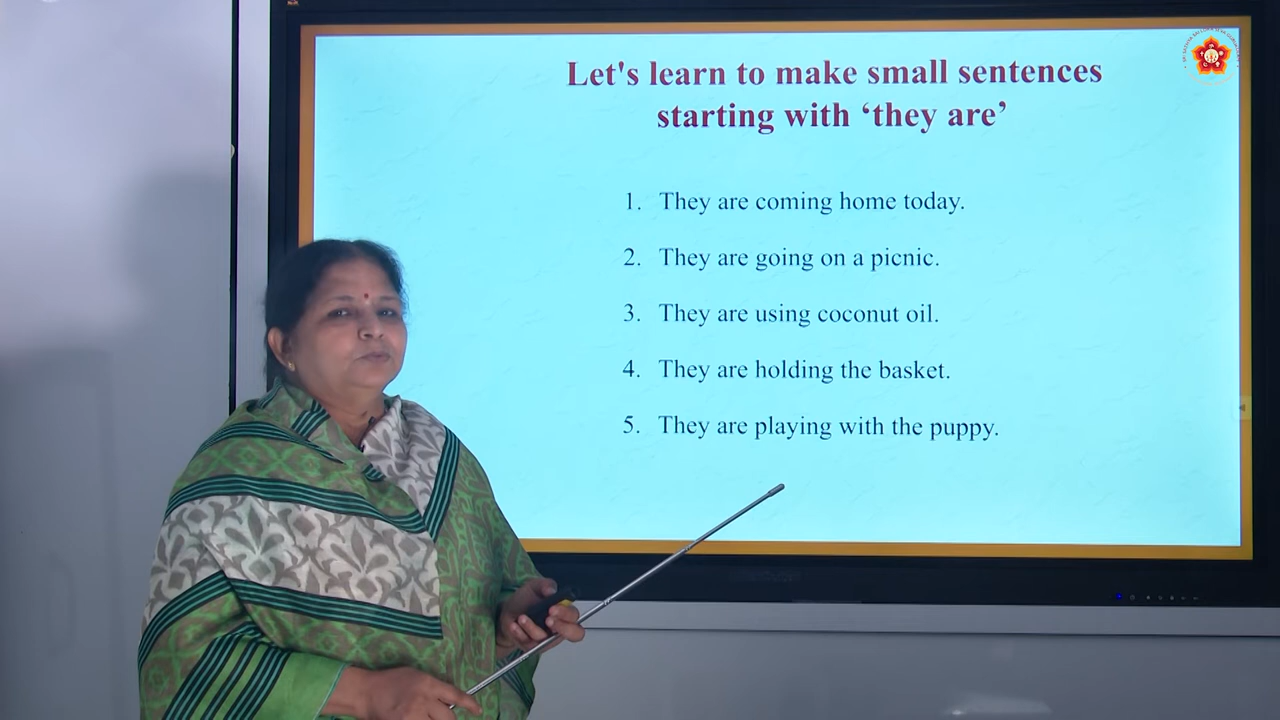 Let's learn to make small sentences
starting with ‘they are’
1. They are coming home today.
2. They are going on a picnic.
3. They are using coconut oil.
4. They are holding the basket.
5. They are playing with the puppy.